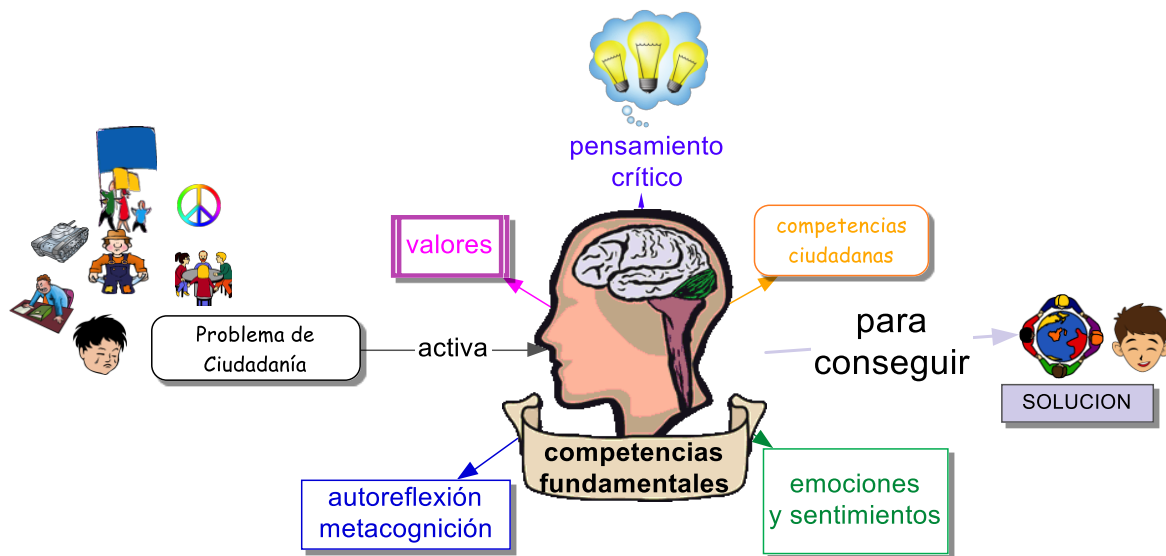 pensamiento
crítico
valores
competencias
ciudadanas
Problema de
Ciudadanía
activa
para
conseguir
SOLUCION
competencias
fundamentales
autoreflexión
metacognición
emociones
y sentimientos